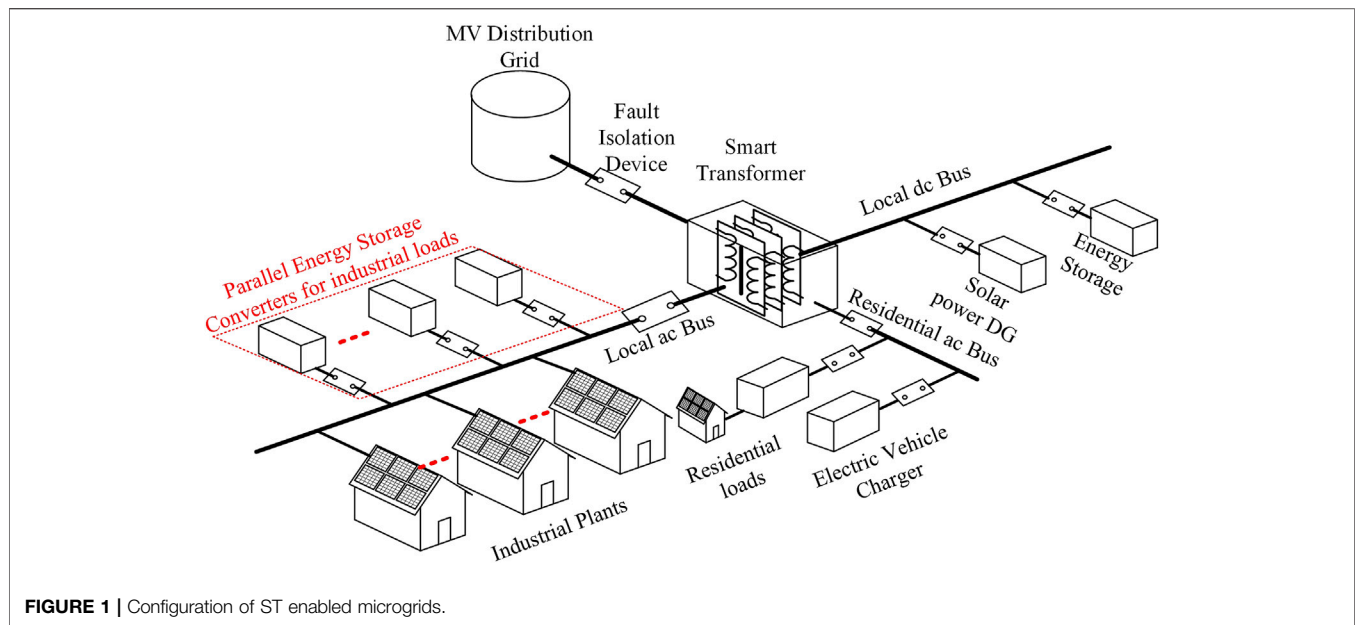 MV Distribution
Grid
Fault
Isolation
Device
Smart
Transformer
Local dc Bus
Energy
Storage
Solar
power DG
Residential ac Bus
Parallel Energy Storage
Converters for industrial loads
Local ac Bus
Residential
loads
Electric Vehicle
Charger
Industrial Plants
FIGURE 1 | Configuration of ST enabled microgrids.